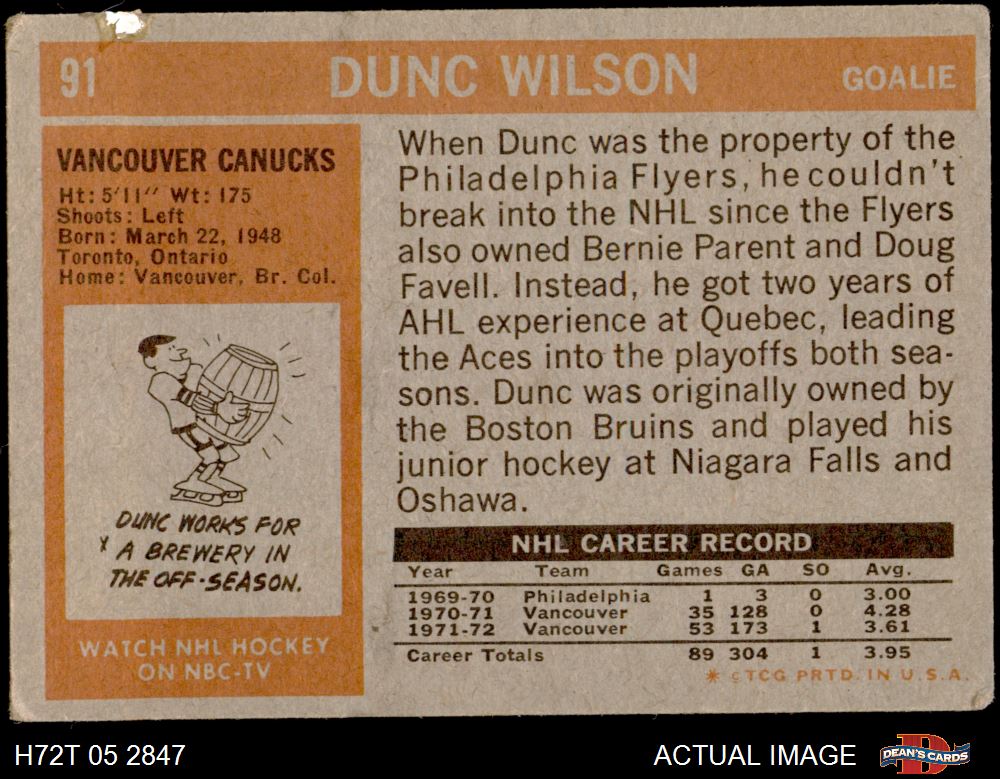 91
DUNC WILSON
GOALIE
VANCOUVER CANUCKS
Ht: 5'11" Wt: 175
Shoots: Left
Born: March 22, 1948
Toronto, Ontario
Home: Vancouver, Br. Col.
DUNC WORKS FOR
A BREWERY IN
THE OFF-SEASON.
WATCH NHL HOCKEY
ON NBC-TV
When Dunc was the property of the
Philadelphia Flyers, he couldn't
break into the NHL since the Flyers
also owned Bernie Parent and Doug
Favell. Instead, he got two years of
AHL experience at Quebec, leading
the Aces into the playoffs both sea-
sons. Dunc was originally owned by
the Boston Bruins and played his
junior hockey at Niagara Falls and
Oshawa.
NHL CAREER RECORD
Year Team Games GA SO Avg.
1969-70 Philadelphia 1 3 0 3.00
1970-71 Vancouver 35 128 0 4.28
1971-72 Vancouver 53 173 1 3.61
Career Totals 89 304 1 3.95
* © TCG PRTD. IN U.S.A.
H72T 05 2847
ACTUAL IMAGE
DEAN'S CARDS